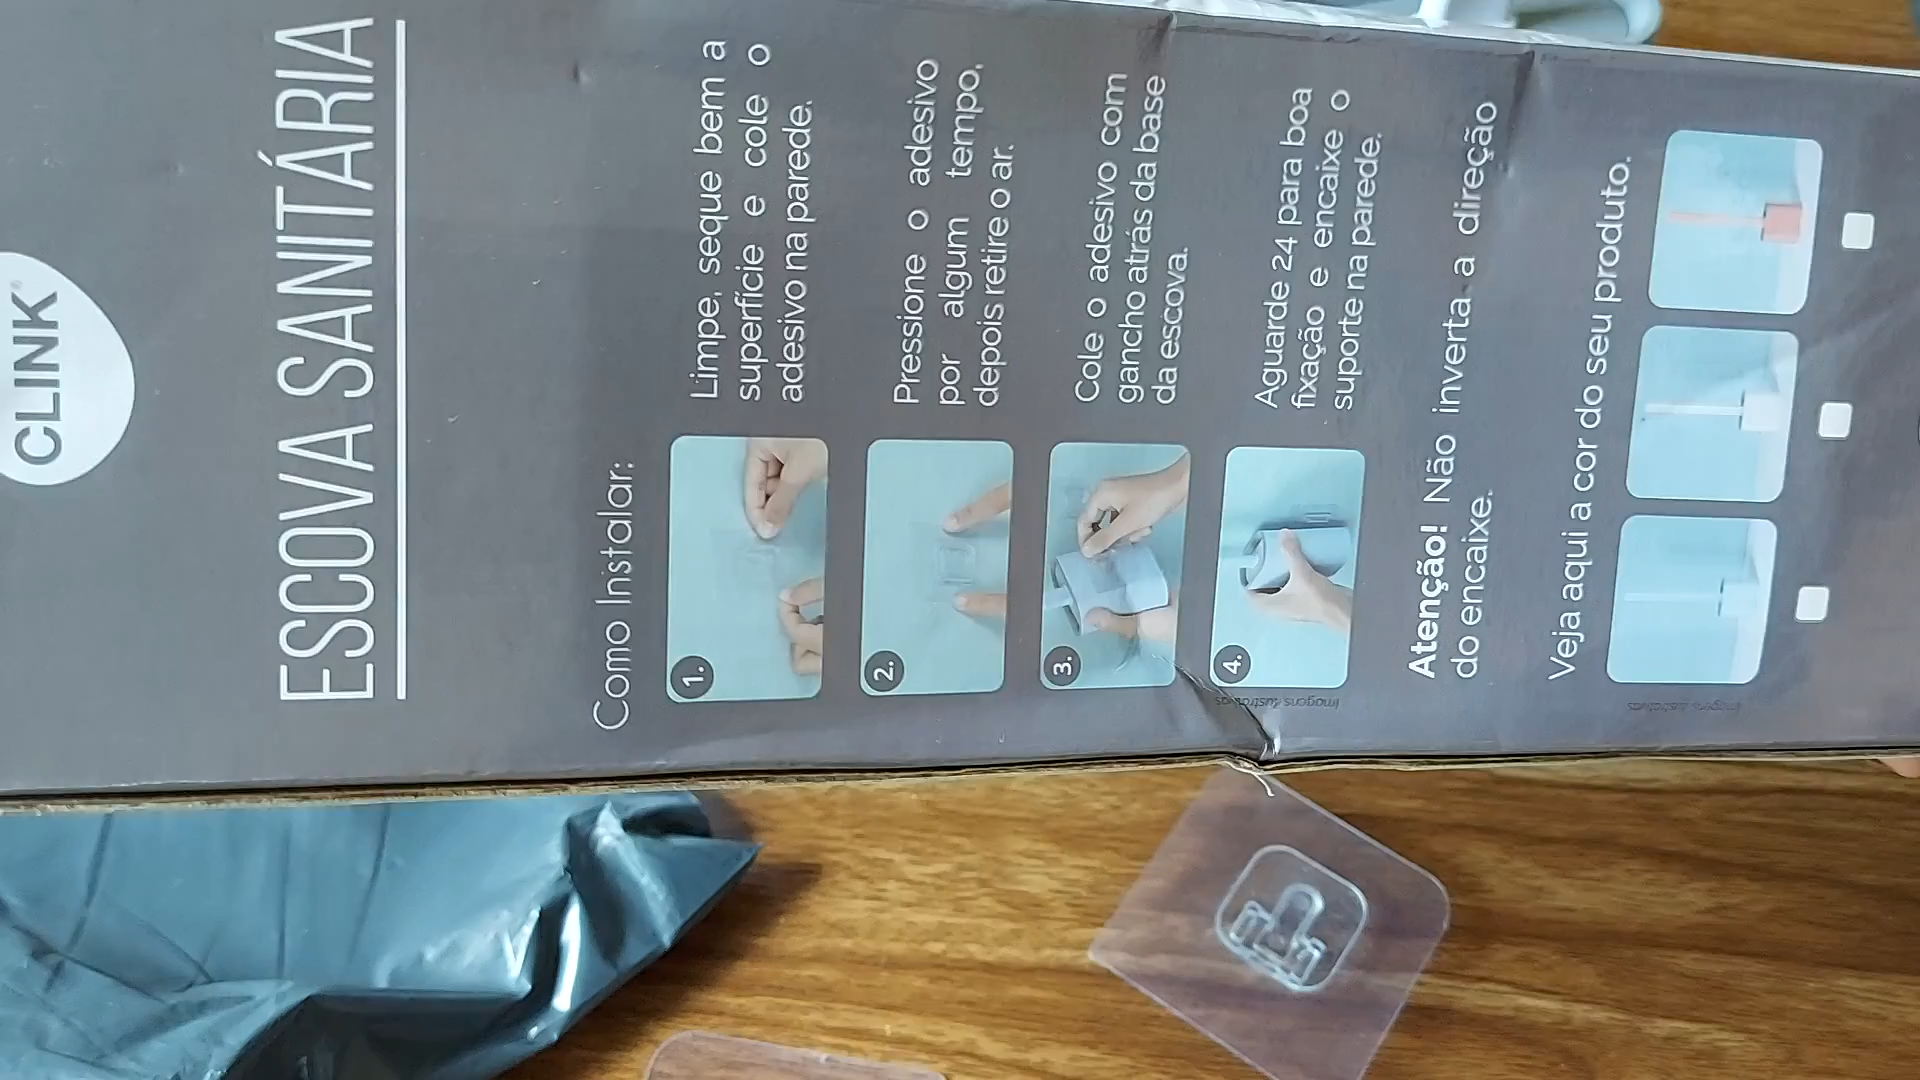 CLINK®
ESCOVA SANITÁRIA
Como Instalar:
1.
Limpe, seque bem a
superfície e cole o
adesivo na parede.
2.
Pressione o adesivo
por algum tempo,
depois retire o ar.
3.
Cole o adesivo com
gancho atrás da base
da escova.
4.
Aguarde 24 para boa
fixação e encaixe o
suporte na parede.
Imagens ilustrativas
Atenção! Não inverta a direção
do encaixe.
Veja aqui a cor do seu produto.
Imagens ilustrativas